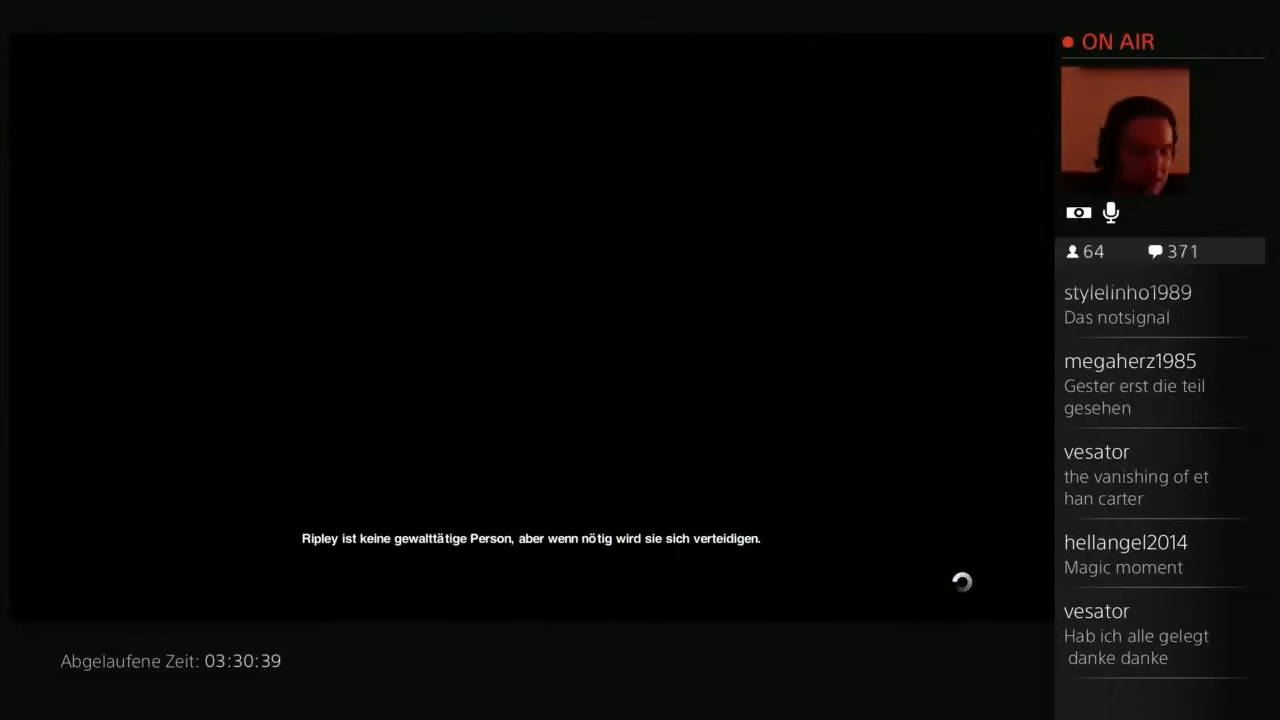 ON AIR
64 371
stylelinho1989
Das notsignal
megaherz1985
Gester erst die teil
gesehen
vesator
the vanishing of et
han carter
hellangel2014
Magic moment
vesator
Hab ich alle gelegt
danke danke
Ripley ist keine gewalttätige Person, aber wenn nötig wird sie sich verteidigen.
Abgelaufene Zeit: 03:30:39